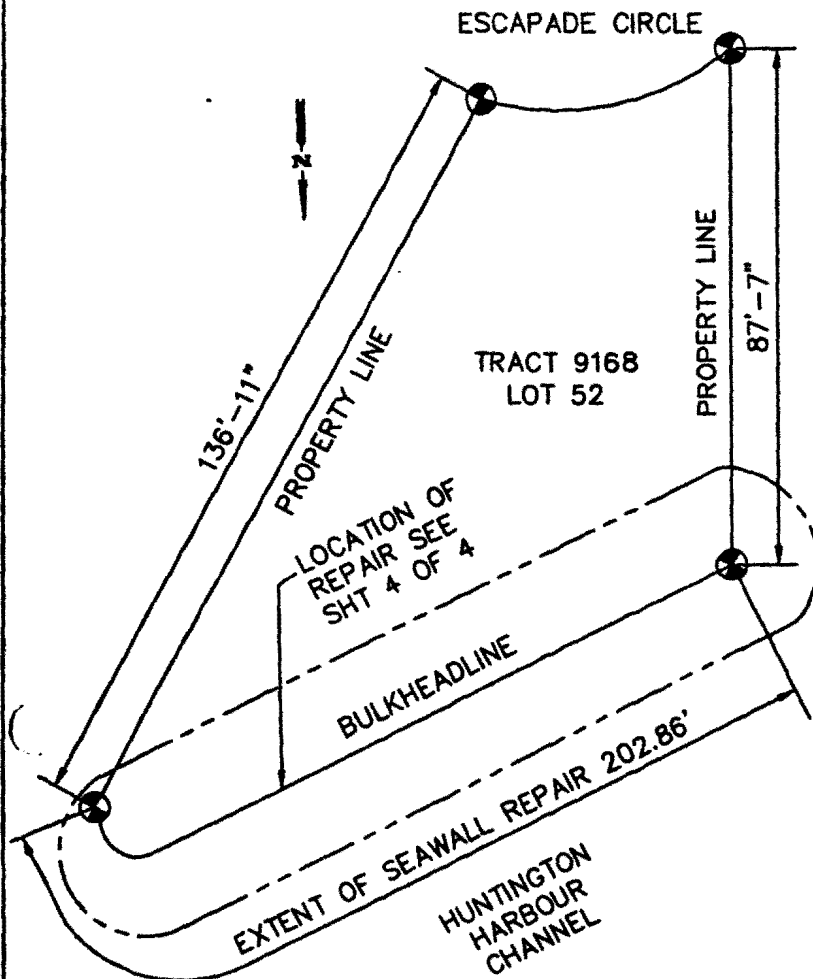 ESCAPADE CIRCLE
N
136'-11"
PROPERTY LINE
PROPERTY LINE
87'-7"
TRACT 9168
LOT 52
LOCATION OF
REPAIR SEE
SHT 4 OF 4
BULKHEADLINE
EXTENT OF SEAWALL REPAIR 202.86'
HUNTINGTON
HARBOUR
CHANNEL